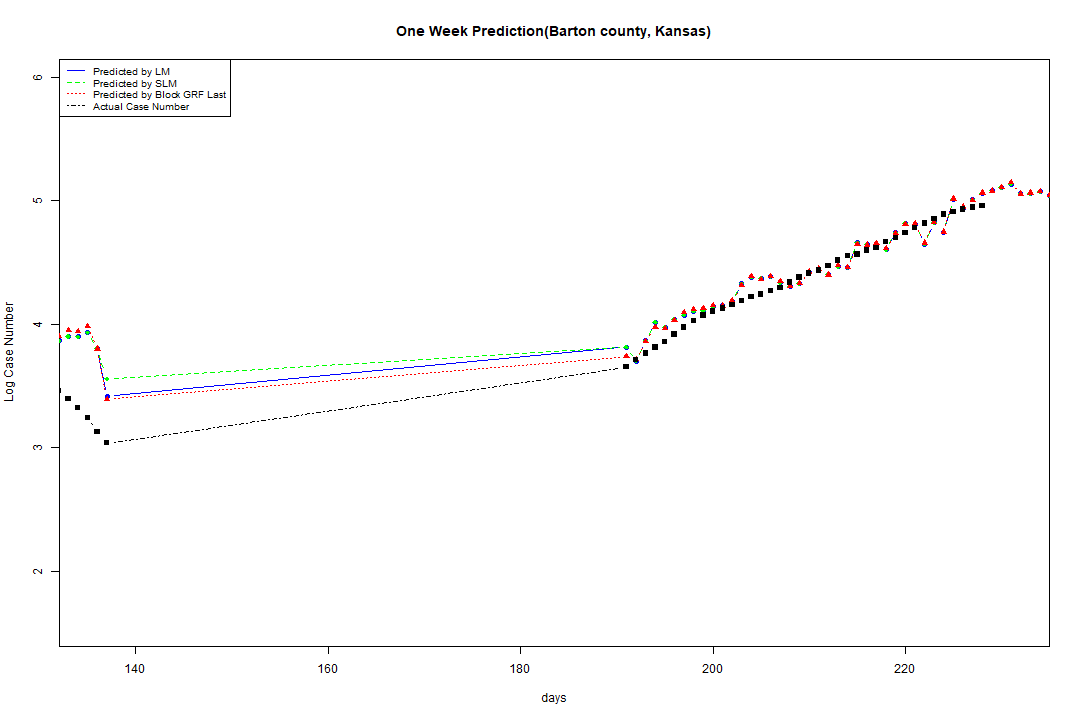 One Week Prediction(Barton county, Kansas)
Predicted by LM
Predicted by SLM
Predicted by Block GRF Last
Actual Case Number
6
5
4
3
2
Log Case Number
140 160 180 200 220
days